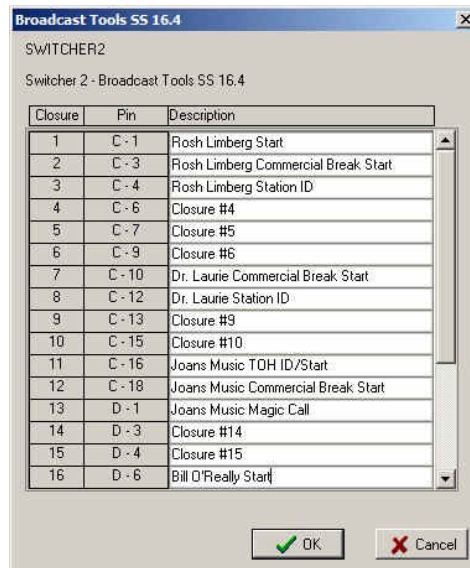 Broadcast Tools SS 16.4
SWITCHER2
Switcher 2 - Broadcast Tools SS 16.4
Closure Pin Description
1 C - 1 Rosh Limberg Start
2 C - 3 Rosh Limberg Commercial Break Start
3 C - 4 Rosh Limberg Station ID
4 C - 6 Closure #4
5 C - 7 Closure #5
6 C - 9 Closure #6
7 C - 10 Dr. Laurie Commercial Break Start
8 C - 12 Dr. Laurie Station ID
9 C - 13 Closure #9
10 C - 15 Closure #10
11 C - 16 Joans Music TOH ID/Start
12 C - 18 Joans Music Commercial Break Start
13 D - 1 Joans Music Magic Call
14 D - 3 Closure #14
15 D - 4 Closure #15
16 D - 6 Bill O'Really Start
OK Cancel